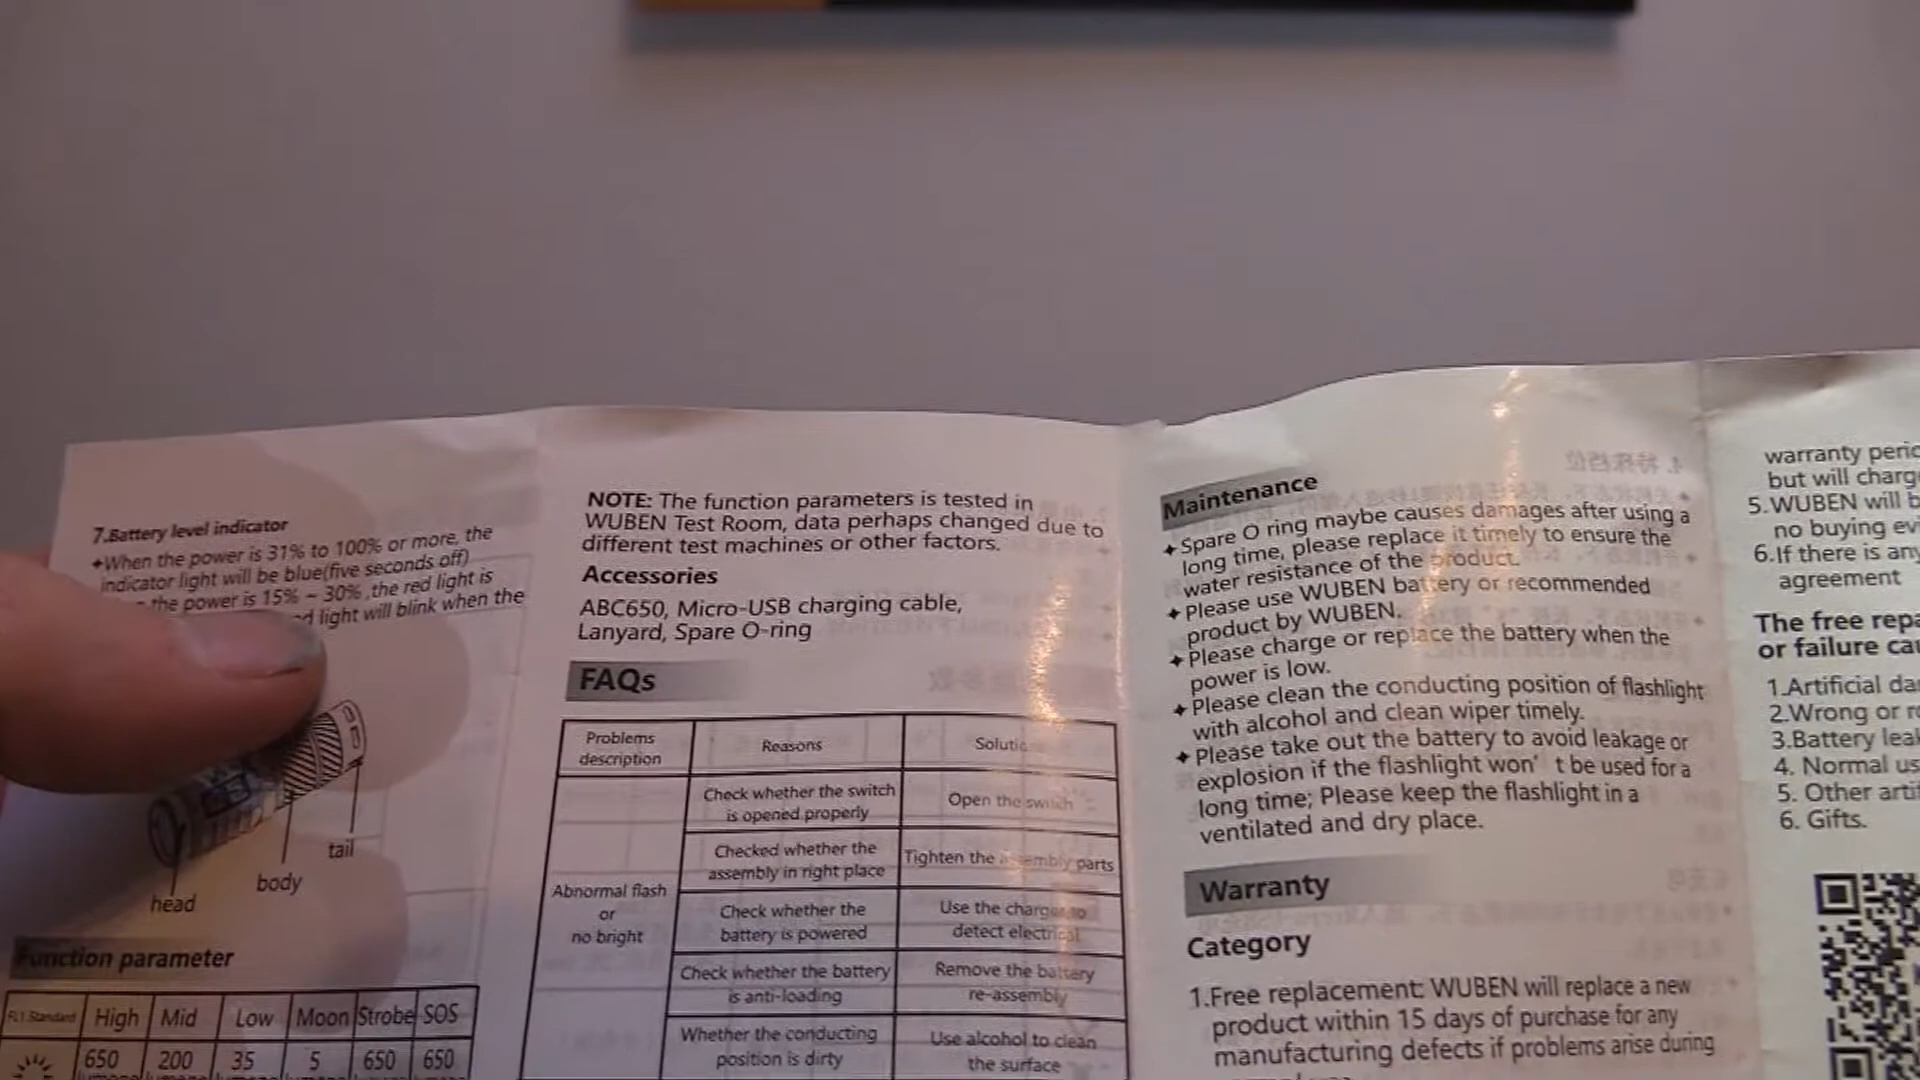 7.Battery level indicator
✦When the power is 31% to 100% or more, the
indicator light will be blue(five seconds off)
the power is 15% ~ 30% ,the red light is
light will blink when the
tail
body
head
Function parameter
FL1 Standard High Mid Low Moon Strobe SOS
650 200 35 5 650 650
NOTE: The function parameters is tested in
WUBEN Test Room, data perhaps changed due to
different test machines or other factors.
Accessories
ABC650, Micro-USB charging cable,
Lanyard, Spare O-ring
FAQs
Problems
description
Reasons
Abnormal flash
or
no bright
Check whether the switch
is opened properly
Open the switch
Checked whether the
assembly in right place
Tighten the assembly parts
Check whether the
battery is powered
Use the charger to
detect electrical
Check whether the battery
is anti-loading
Remove the battery
re-assembly
Whether the conducting
position is dirty
Use alcohol to clean
the surface
Maintenance
✦Spare O ring maybe causes damages after using a
long time, please replace it timely to ensure the
water resistance of the product.
✦Please use WUBEN battery or recommended
product by WUBEN.
✦Please charge or replace the battery when the
power is low.
✦Please clean the conducting position of flashlight
with alcohol and clean wiper timely.
✦Please take out the battery to avoid leakage or
explosion if the flashlight won' t be used for a
long time; Please keep the flashlight in a
ventilated and dry place.
Warranty
Category
1.Free replacement: WUBEN will replace a new
product within 15 days of purchase for any
manufacturing defects if problems arise during
warranty
but will
5.WUBEN will
no buying
6.If there is
agreement
The free
or failure
1.Artificial
2.Wrong or
3.Battery
4. Normal
5. Other
6. Gifts.